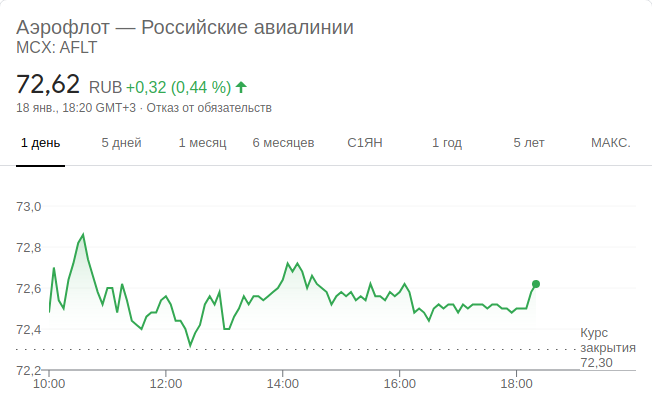 Аэрофлот — Российские авиалинии
MCX: AFLT
72,62 RUB +0,32 (0,44 %)
18 янв., 18:20 GMT+3 · Отказ от обязательств
1 день 5 дней 1 месяц 6 месяцев С1ЯН 1 год 5 лет МАКС.
73,0
72,8
72,6
72,4
Курс
закрытия
72,30
72,2
10:00 12:00 14:00 16:00 18:00